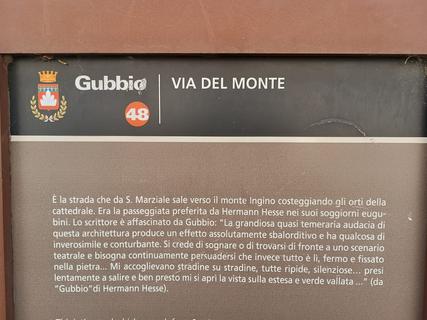 Gubbio
VIA DEL MONTE
48
È la strada che da S. Marziale sale verso il monte Ingino costeggiando gli orti della
cattedrale. Era la passeggiata preferita da Hermann Hesse nei suoi soggiorni eugu-
bini. Lo scrittore è affascinato da Gubbio: "La grandiosa quasi temeraria audacia di
questa architettura produce un effetto assolutamente sbalorditivo e ha qualcosa di
inverosimile e conturbante. Si crede di sognare o di trovarsi di fronte a uno scenario
teatrale e bisogna continuamente persuadersi che invece tutto è lì, fermo e fissato
nella pietra... Mi accoglievano stradine su stradine, tutte ripide, silenziose... presi
lentamente a salire e ben presto mi si aprì la vista sulla estesa e verde vallata ..." (da
"Gubbio"di Hermann Hesse).